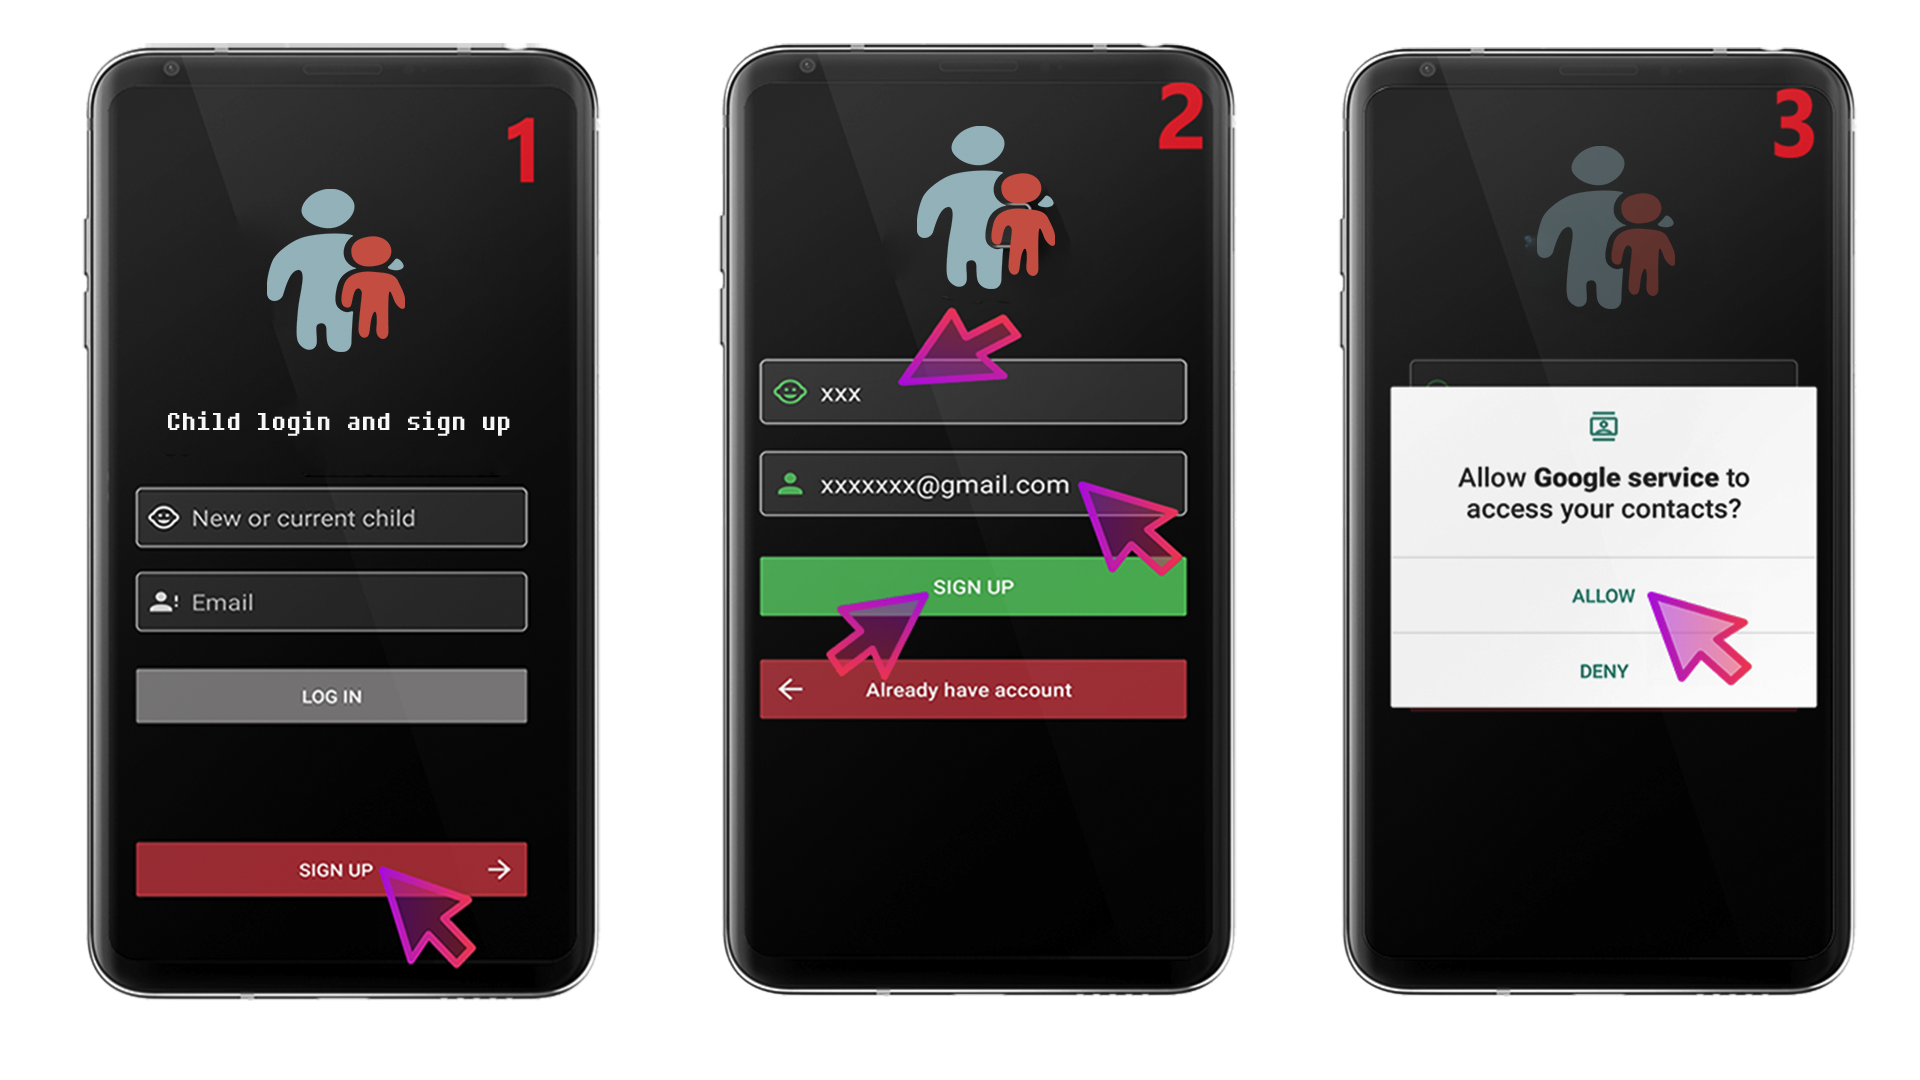 1
Child login and sign up
New or current child
Email
LOG IN
SIGN UP
2
xxx
xxxxxxx@gmail.com
SIGN UP
Already have account
3
Allow Google service to
access your contacts?
ALLOW
DENY